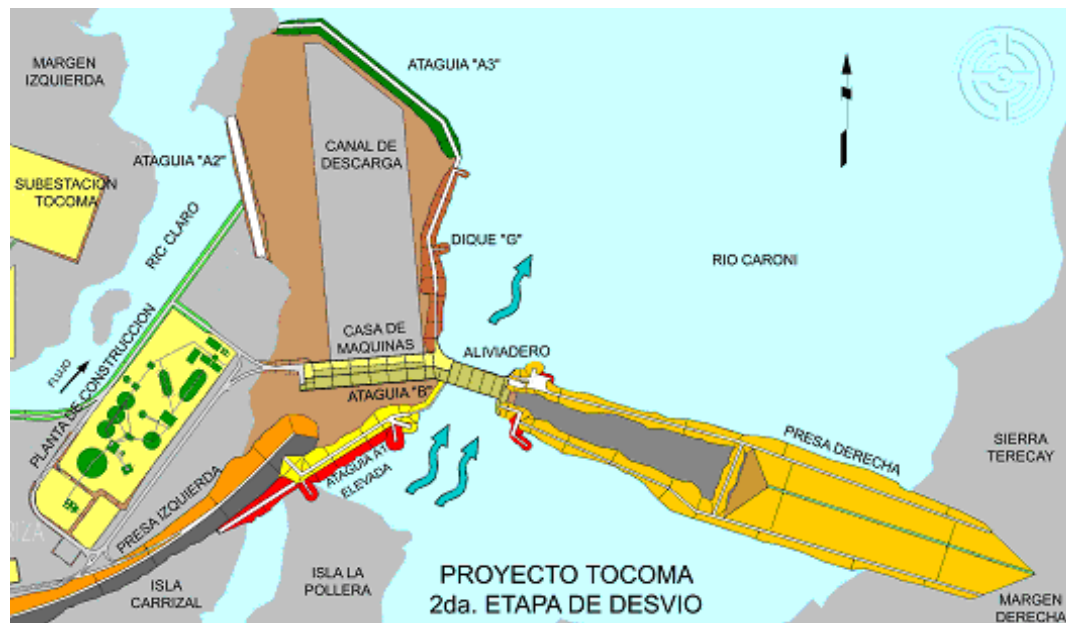 MARGEN
IZQUIERDA
ATAGUIA "A3"
CANAL DE
DESCARGA
ATAGUIA "A2"
SUBESTACION
TOCOMA
RIC CLARO
DIQUE "G"
RIO CARONI
FLUJO
PLANTA DE CONSTRUCCION
CASA DE
MAQUINAS
ALIVIADERO
ATAGUIA "B"
ATAGUIA A1
ELEVADA
PRESA DERECHA
SIERRA
TERECAY
PRESA IZQUIERDA
ISLA
CARRIZAL
ISLA LA
POLLERA
PROYECTO TOCOMA
2da. ETAPA DE DESVIO
MARGEN
DERECHA